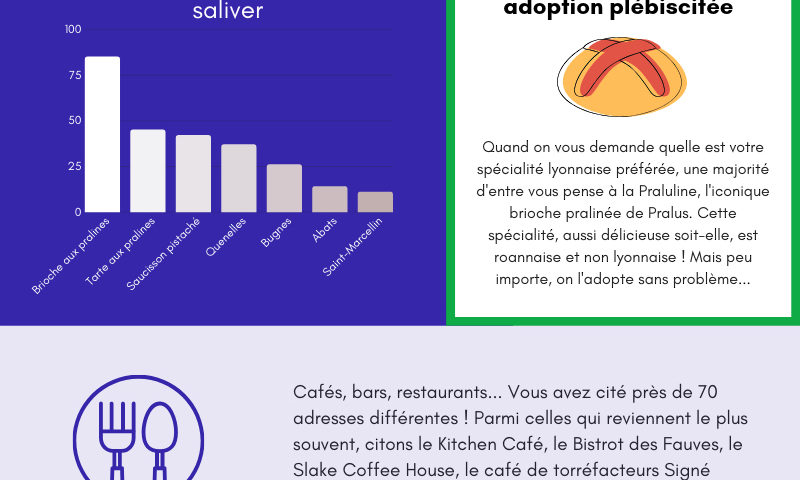 saliver
100
75
50
25
0
Brioche aux pralines
Tarte aux pralines
Saucisson pistaché
Quenelles
Bugnes
Abats
Saint-Marcellin
adoption plébiscitée
Quand on vous demande quelle est votre
spécialité lyonnaise préférée, une majorité
d'entre vous pense à la Praluline, l'iconique
brioche pralinée de Pralus. Cette
spécialité, aussi délicieuse soit-elle, est
roannaise et non lyonnaise ! Mais peu
importe, on l'adopte sans problème...
Cafés, bars, restaurants... Vous avez cité près de 70
adresses différentes ! Parmi celles qui reviennent le plus
souvent, citons le Kitchen Café, le Bistrot des Fauves, le
Slake Coffee House, le café de torréfacteurs Signé